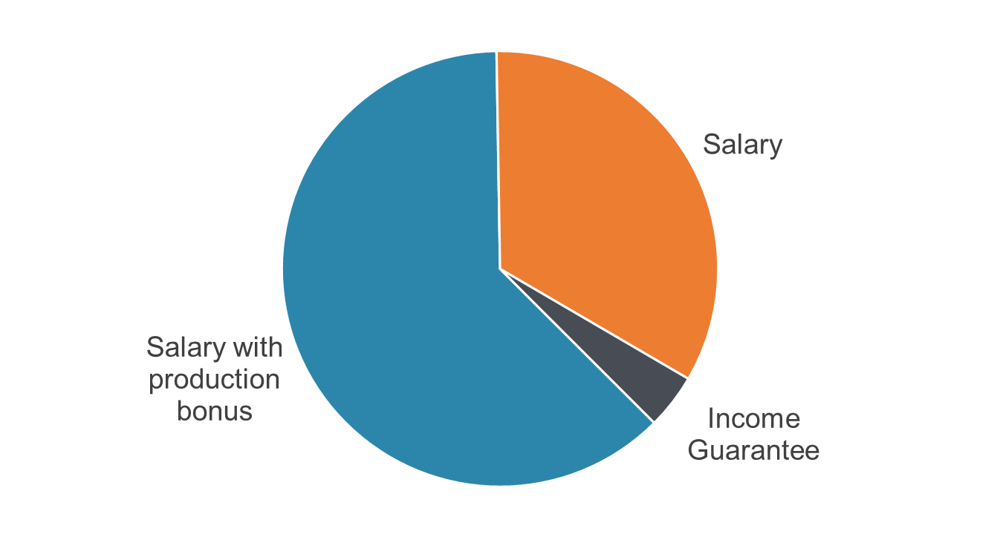 Salary
Salary with
production
bonus
Income
Guarantee